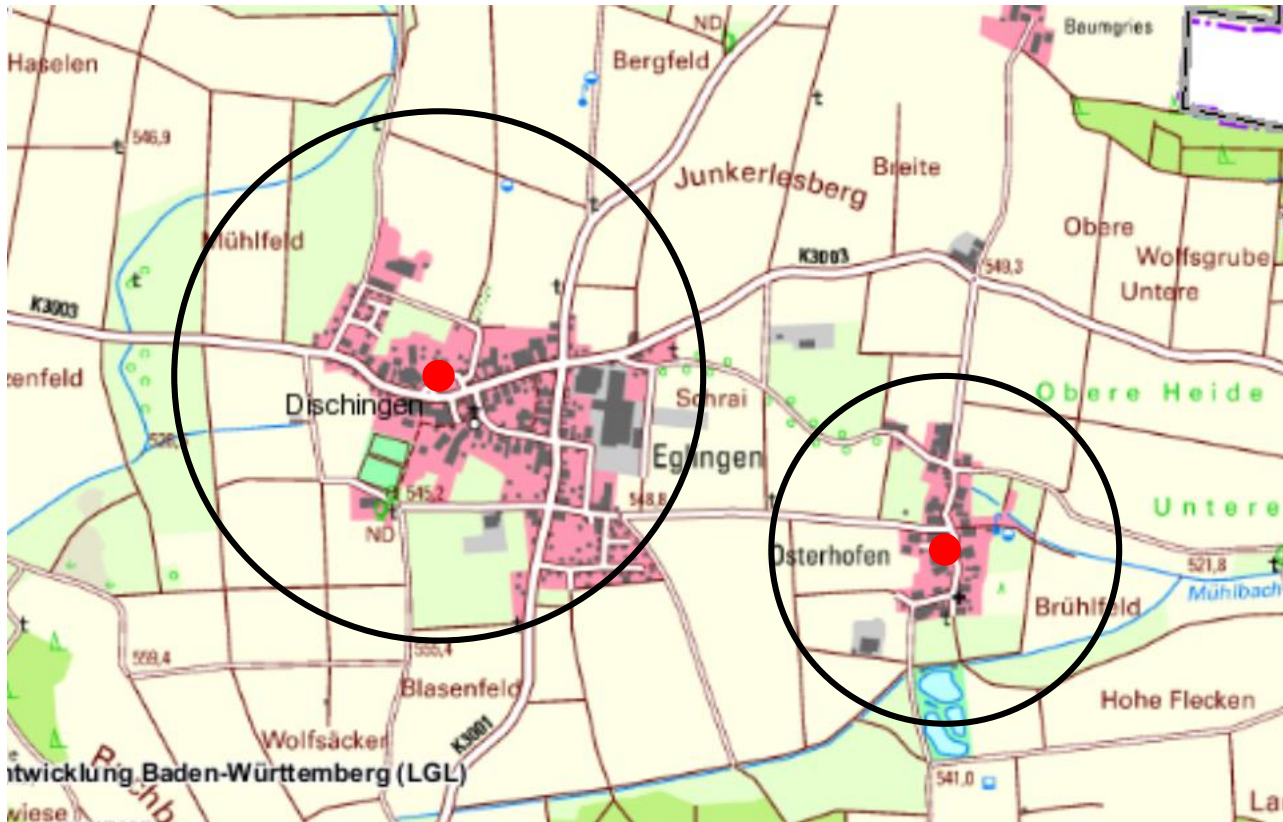 ND
Baumgries
Haselen
Bergfeld
546,9
Junkerlesberg
Breite
Obere
Mühlfeld
K3003
Wolfsgrube
549,3
Untere
K3003
zenfeld
Schrai
Obere Heide
Dischingen
Eglingen
545,2
548,8
Untere
ND
Osterhofen
521,8
Mühlbach
Brühlfeld
555,4
559,4
Blasenfeld
Hohe Flecken
Wolfsäcker
K3001
ntwicklung Baden-Württemberg (LGL)
541,0
wiese